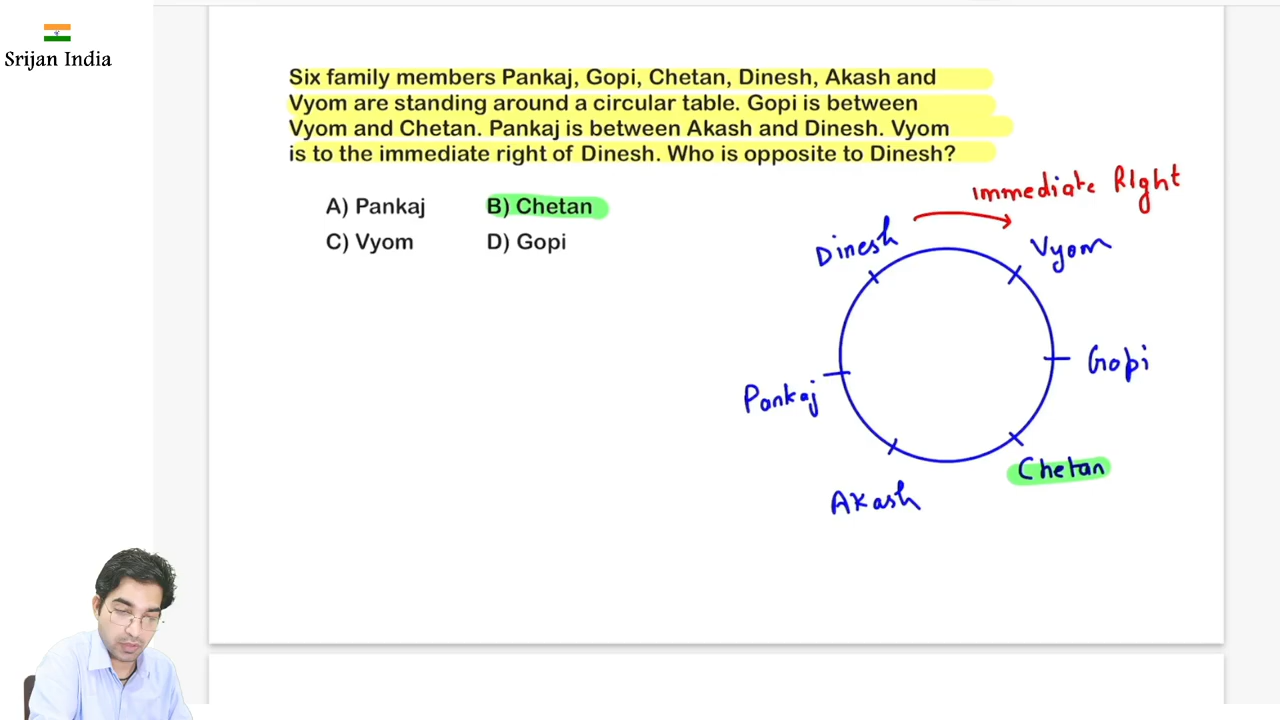 Srijan India
Six family members Pankaj, Gopi, Chetan, Dinesh, Akash and
Vyom are standing around a circular table. Gopi is between
Vyom and Chetan. Pankaj is between Akash and Dinesh. Vyom
is to the immediate right of Dinesh. Who is opposite to Dinesh?
A) Pankaj B) Chetan
C) Vyom D) Gopi
immediate RIght
Dinesh
Vyom
Gopi
Pankaj
Chetan
Akash